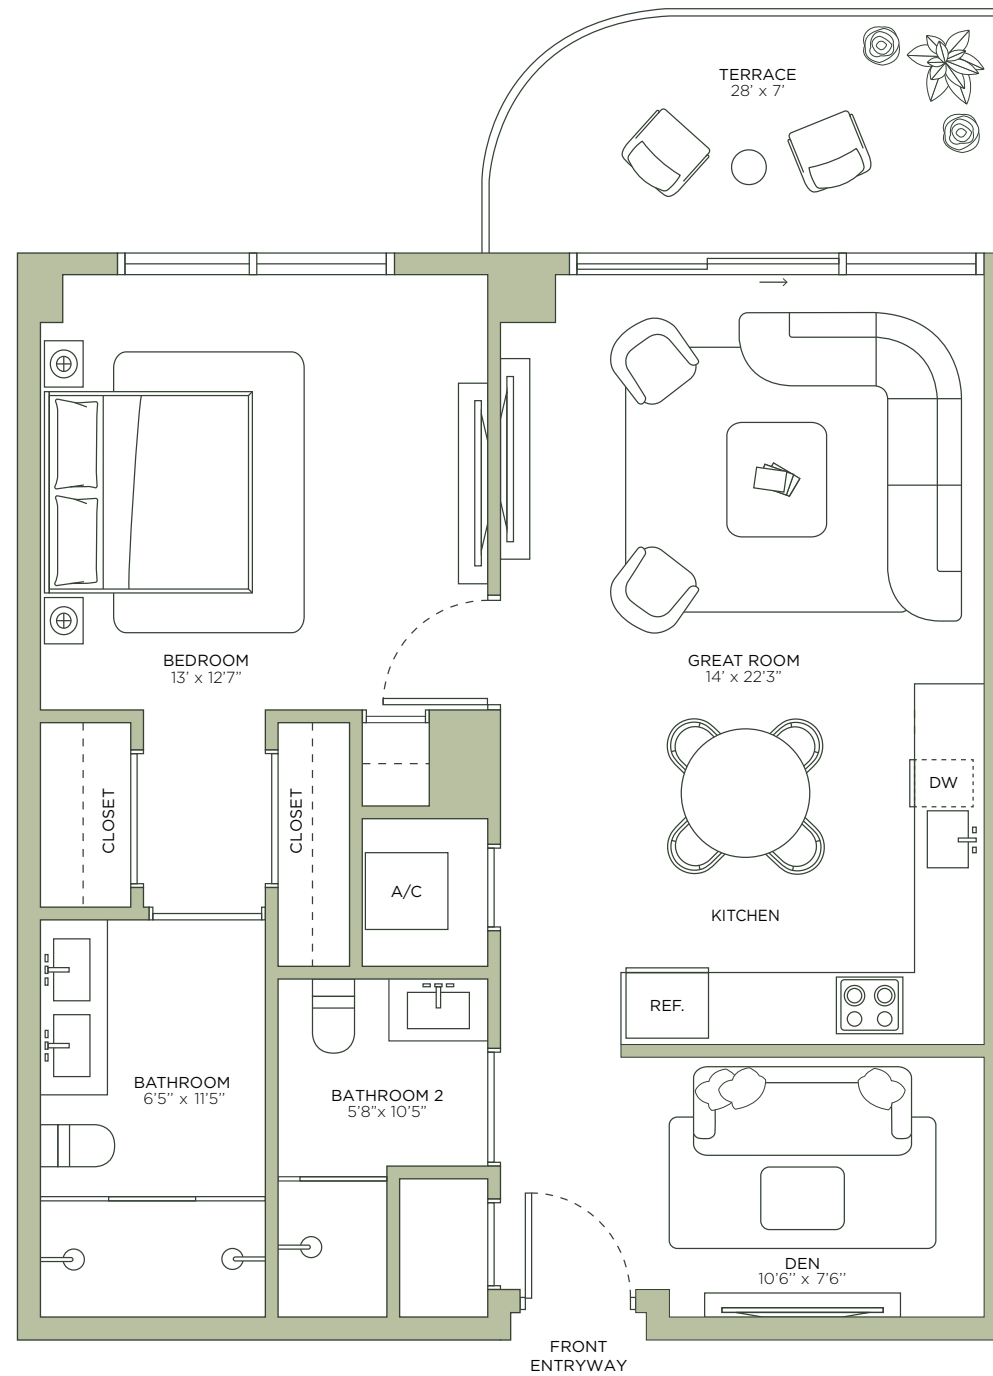 TERRACE
28' x 7'
BEDROOM
13' x 12'7"
GREAT ROOM
14' x 22'3"
CLOSET
CLOSET
DW
A/C
KITCHEN
REF.
BATHROOM
6'5'' x 11'5''
BATHROOM 2
5'8"x 10'5"
DEN
10'6'' x 7'6''
FRONT
ENTRYWAY